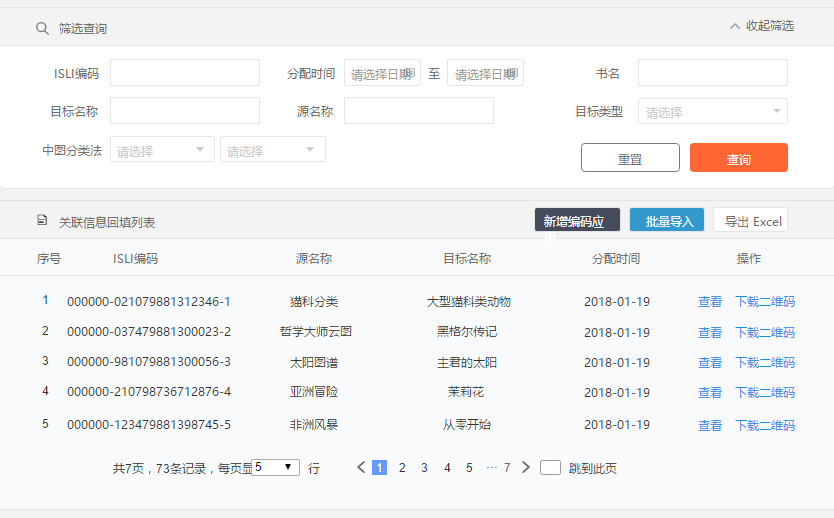 筛选查询 收起筛选
ISLI编码 分配时间 请选择日期 至 请选择日期 书名
目标名称 源名称 目标类型 请选择
中图分类法 请选择 请选择 重置 查询
关联信息回填列表 新增编码应 批量导入 导出 Excel
序号 ISLI编码 源名称 目标名称 分配时间 操作
1 000000-021079881312346-1 猫科分类 大型猫科类动物 2018-01-19 查看 下载二维码
2 000000-037479881300023-2 哲学大师云图 黑格尔传记 2018-01-19 查看 下载二维码
3 000000-981079881300056-3 太阳图谱 主君的太阳 2018-01-19 查看 下载二维码
4 000000-210798736712876-4 亚洲冒险 茉莉花 2018-01-19 查看 下载二维码
5 000000-123479881398745-5 非洲风暴 从零开始 2018-01-19 查看 下载二维码
共7页，73条记录，每页显 5 行 1 2 3 4 5 ··· 7 跳到此页